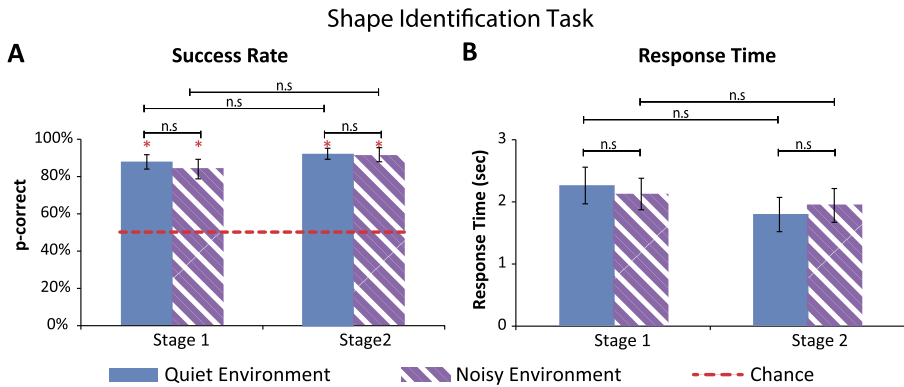 Shape Identification Task
A
Success Rate
n.s
n.s
n.s
n.s
* * * *
100%
80%
60%
40%
20%
0%
p-correct
Stage 1
Stage2
B
Response Time
n.s
n.s
n.s
n.s
3
2
1
0
Response Time (sec)
Stage 1
Stage 2
Quiet Environment
Noisy Environment
Chance